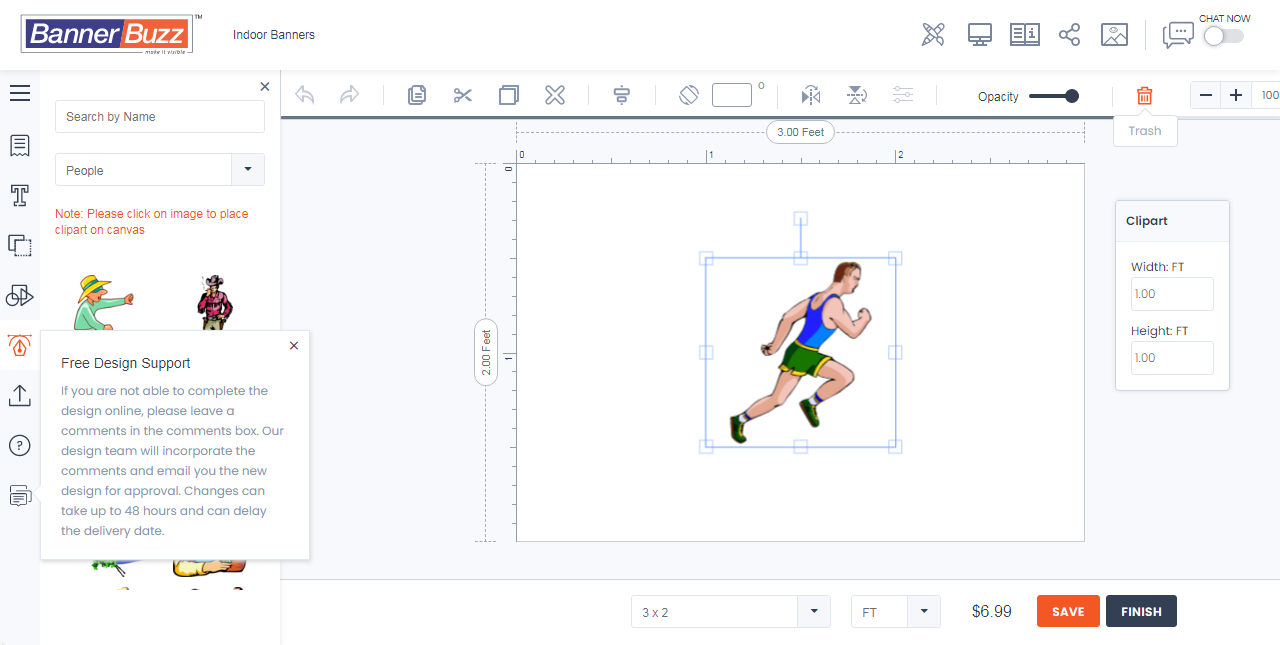 BannerBuzz™
make it visible
Indoor Banners
CHAT NOW
Opacity
100
Trash
Search by Name
People
Note: Please click on image to place
clipart on canvas
3.00 Feet
0
1
2
0
1
2.00 Feet
Clipart
Width: FT
1.00
Height: FT
1.00
Free Design Support
If you are not able to complete the
design online, please leave a
comments in the comments box. Our
design team will incorporate the
comments and email you the new
design for approval. Changes can
take up to 48 hours and can delay
the delivery date.
3 x 2
FT
$6.99
SAVE
FINISH